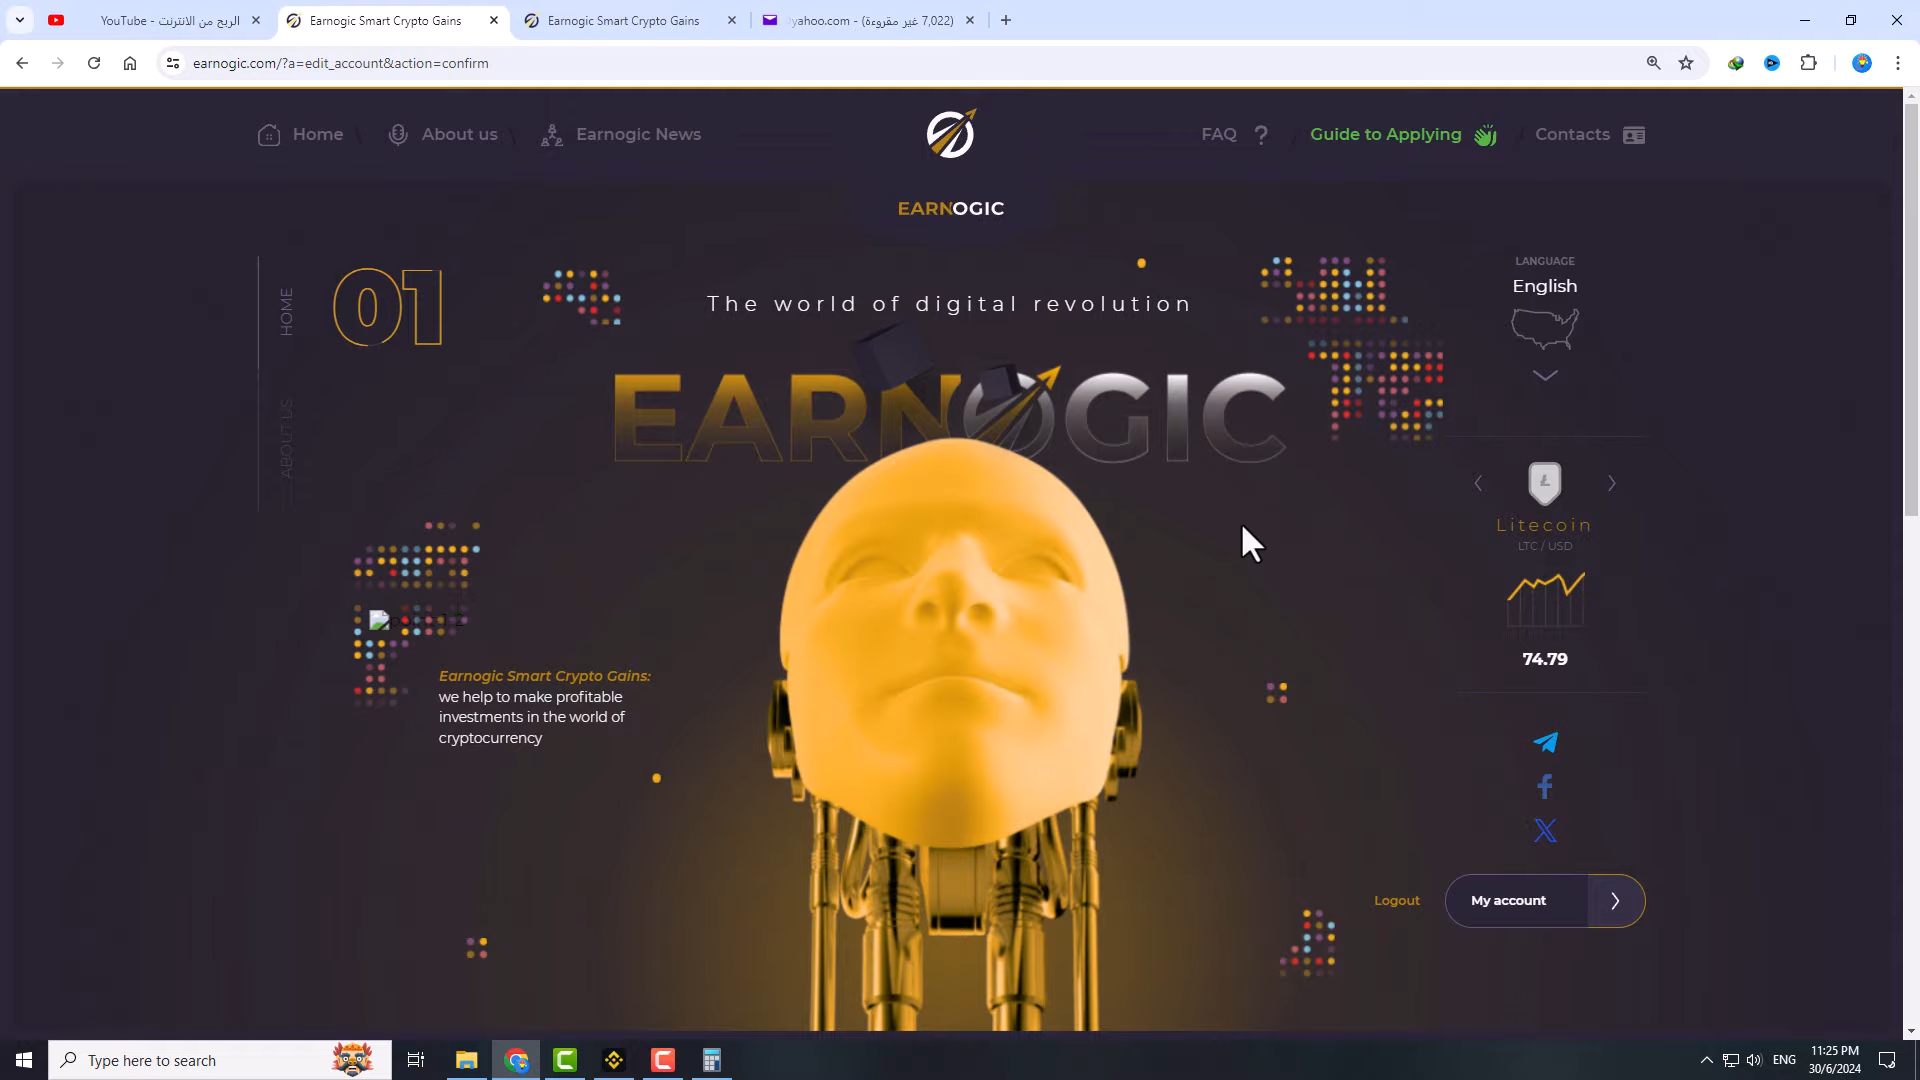 الربح من الانترنت - YouTube
Earnogic Smart Crypto Gains
Earnogic Smart Crypto Gains
yahoo.com - (7,022 غير مقروءة)
earnogic.com/?a=edit_account&action=confirm
Home
About us
Earnogic News
FAQ ?
Guide to Applying
Contacts
EARNOGIC
HOME
ABOUT US
01
The world of digital revolution
EARNOGIC
LANGUAGE
English
Litecoin
LTC / USD
74.79
Earnogic Smart Crypto Gains:
we help to make profitable
investments in the world of
cryptocurrency
Logout
My account
Type here to search
ENG
11:25 PM
30/6/2024